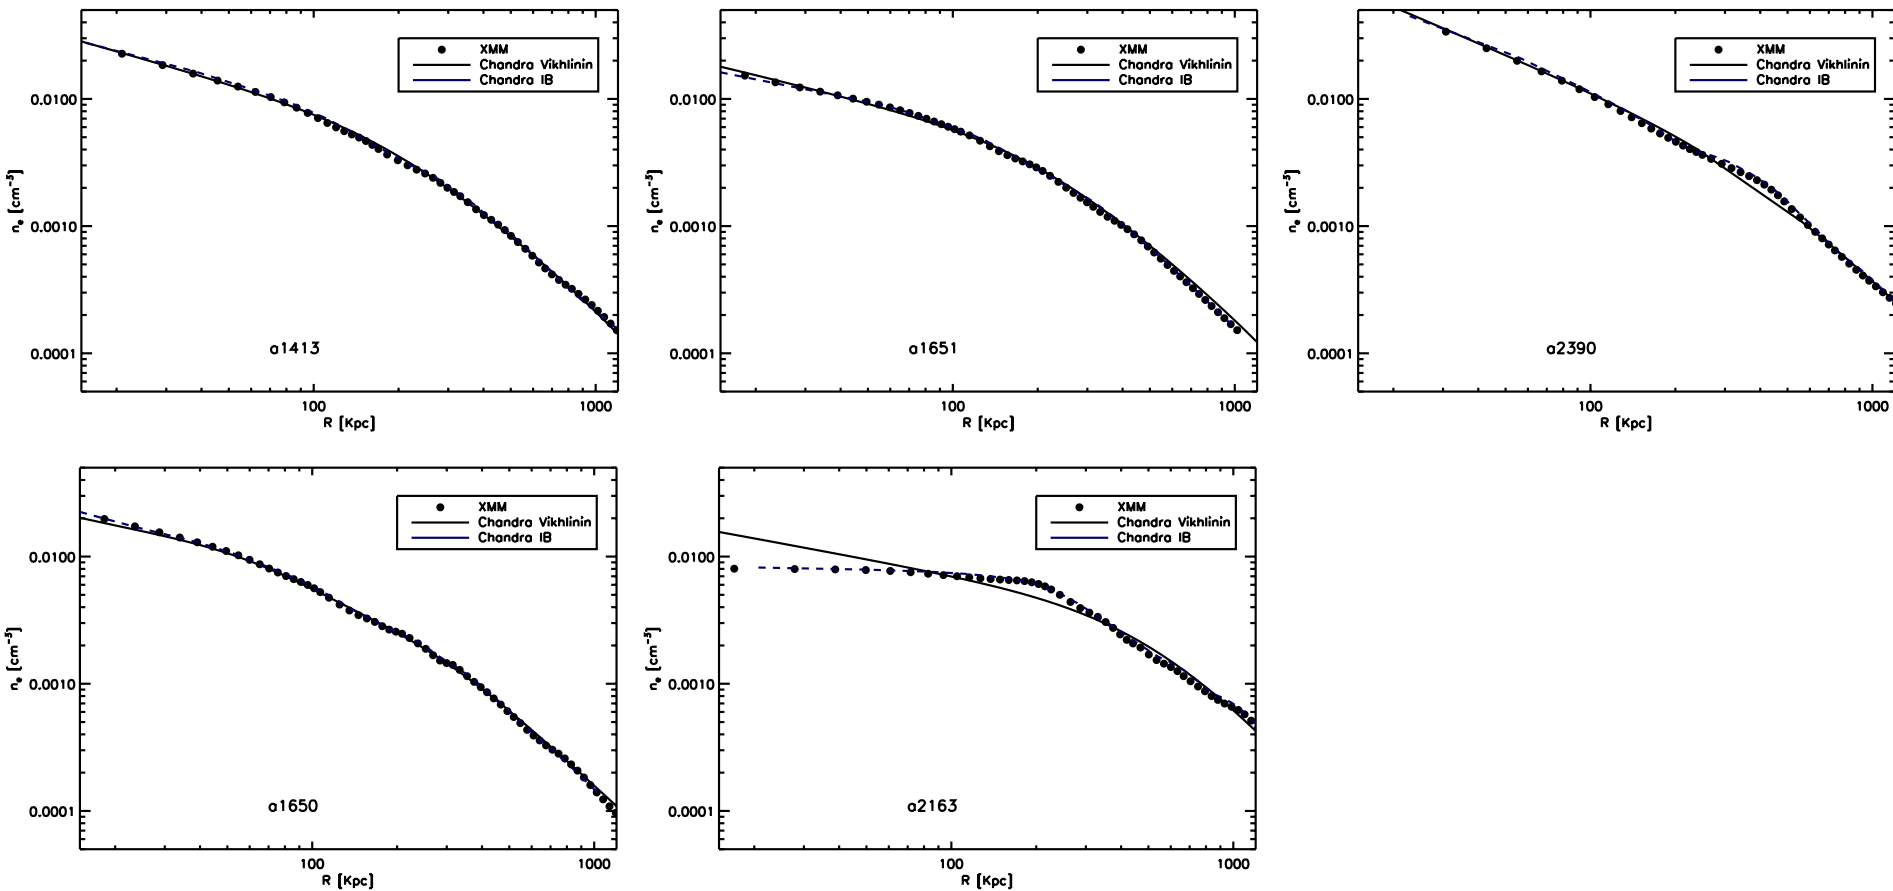 XMM
Chandra Vikhlinin
Chandra IB
0.0100
0.0010
0.0001
n_e [cm^-3]
a1413
100
1000
R [Kpc]
XMM
Chandra Vikhlinin
Chandra IB
0.0100
0.0010
0.0001
n_e [cm^-3]
a1651
100
1000
R [Kpc]
XMM
Chandra Vikhlinin
Chandra IB
0.0100
0.0010
0.0001
n_e [cm^-3]
a2390
100
1000
R [Kpc]
XMM
Chandra Vikhlinin
Chandra IB
0.0100
0.0010
0.0001
n_e [cm^-3]
a1650
100
1000
R [Kpc]
XMM
Chandra Vikhlinin
Chandra IB
0.0100
0.0010
0.0001
n_e [cm^-3]
a2163
100
1000
R [Kpc]